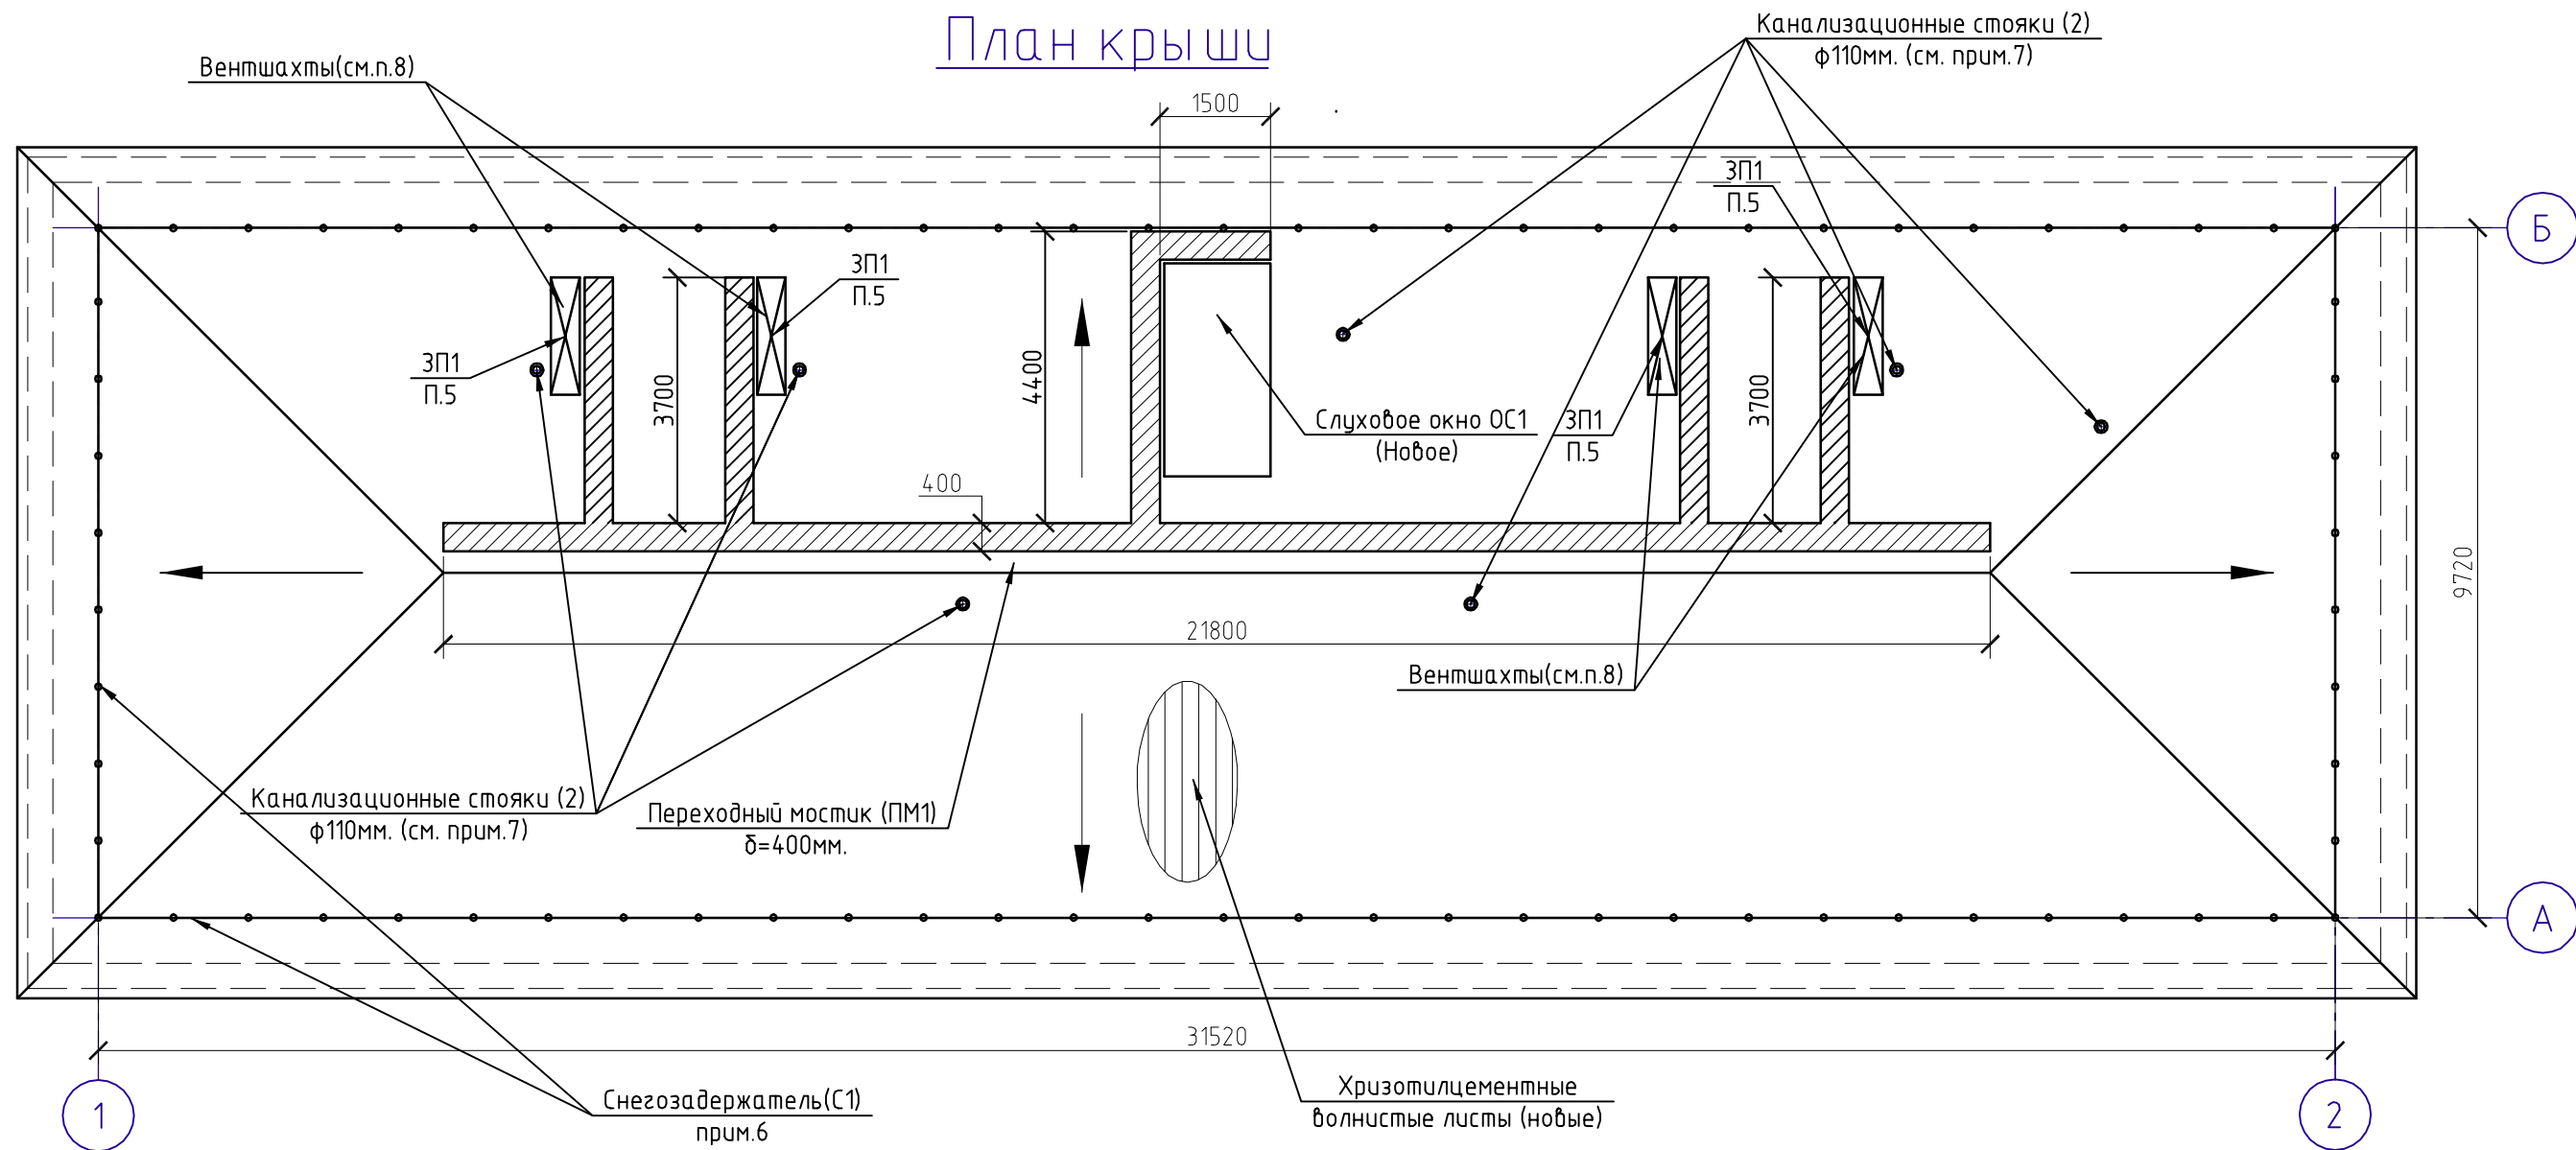 План крыши
Канализационные стояки (2)
ф110мм. (см. прим.7)
Вентшахты(см.п.8)
1500
ЗП1
П.5
Б
ЗП1
П.5
ЗП1
П.5
3700
4400
3700
Слуховое окно ОС1
(Новое)
ЗП1
П.5
400
9720
21800
Вентшахты(см.п.8)
Канализационные стояки (2)
ф110мм. (см. прим.7)
Переходный мостик (ПМ1)
δ=400мм.
А
31520
Снегозадержатель(С1)
прим.6
Хризотилцементные
волнистые листы (новые)
1
2